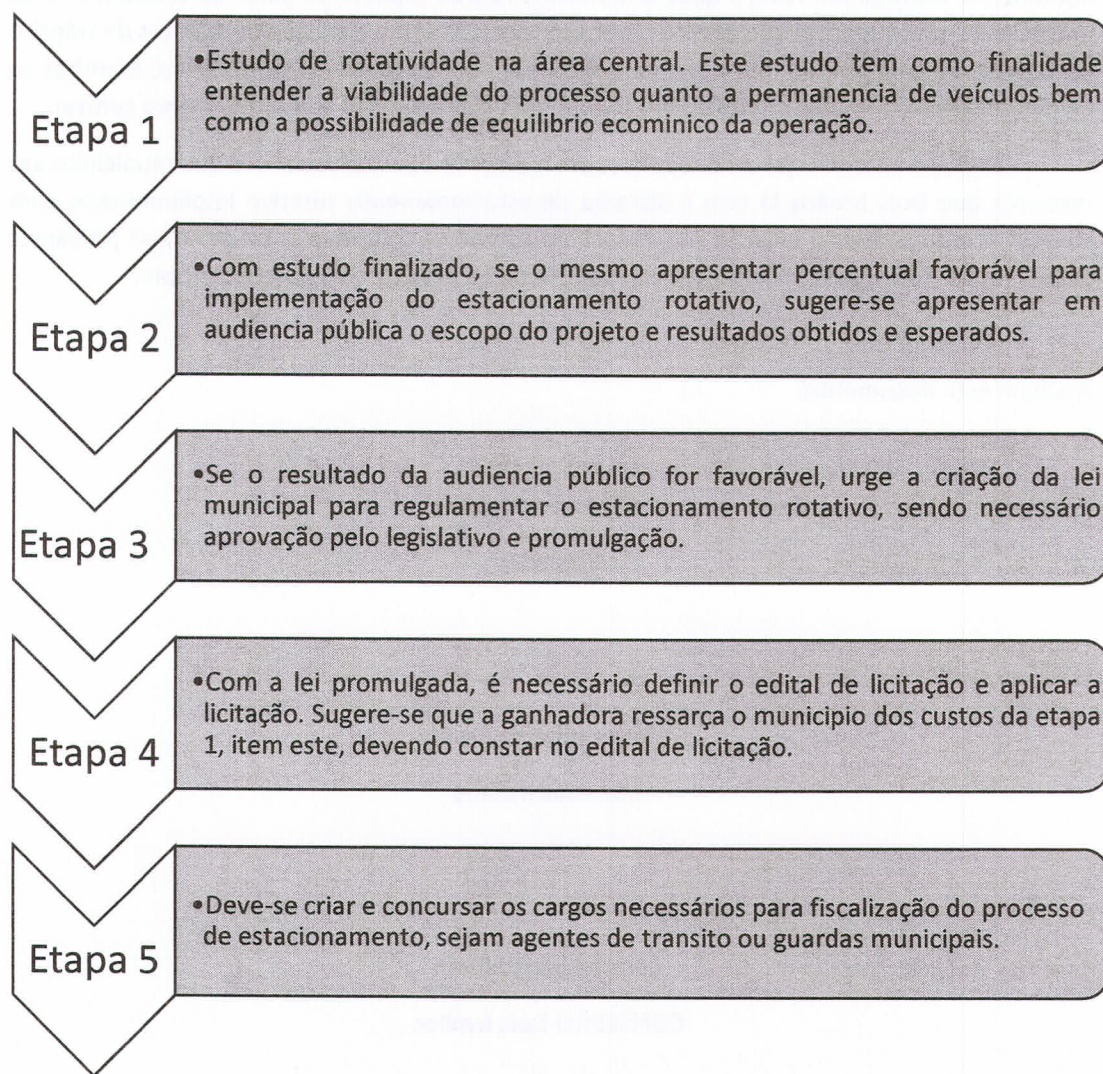 Etapa 1
•Estudo de rotatividade na área central. Este estudo tem como finalidade
entender a viabilidade do processo quanto a permanencia de veículos bem
como a possibilidade de equilibrio ecominico da operação.
Etapa 2
•Com estudo finalizado, se o mesmo apresentar percentual favorável para
implementação do estacionamento rotativo, sugere-se apresentar em
audiencia pública o escopo do projeto e resultados obtidos e esperados.
Etapa 3
•Se o resultado da audiencia público for favorável, urge a criação da lei
municipal para regulamentar o estacionamento rotativo, sendo necessário
aprovação pelo legislativo e promulgação.
Etapa 4
•Com a lei promulgada, é necessário definir o edital de licitação e aplicar a
licitação. Sugere-se que a ganhadora ressarça o municipio dos custos da etapa
1, item este, devendo constar no edital de licitação.
Etapa 5
•Deve-se criar e concursar os cargos necessários para fiscalização do processo
de estacionamento, sejam agentes de transito ou guardas municipais.